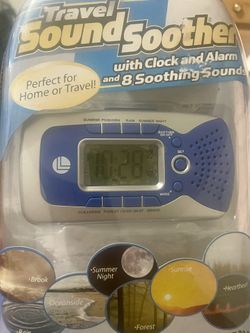 Travel
Sound Soother
with Clock and Alarm
and 8 Soothing Sounds
Perfect for
Home or Travel!
RAIN SUMMER NIGHT
10:28
•Brook
•Summer Night
Sunrise
•Heartbeat
Oceanside
•Rain
Forest